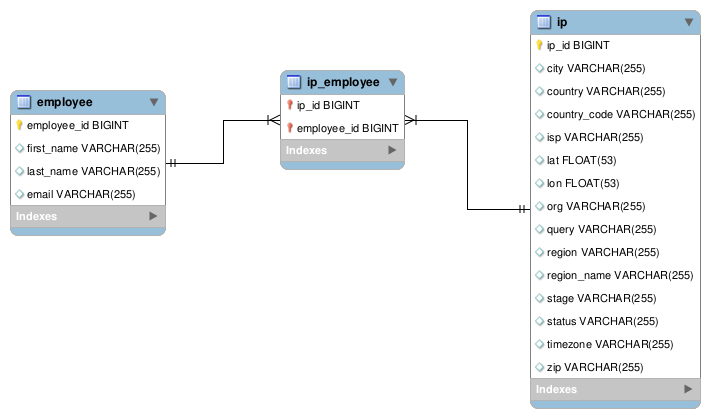 employee
employee_id BIGINT
first_name VARCHAR(255)
last_name VARCHAR(255)
email VARCHAR(255)
Indexes
ip_employee
ip_id BIGINT
employee_id BIGINT
Indexes
ip
ip_id BIGINT
city VARCHAR(255)
country VARCHAR(255)
country_code VARCHAR(255)
isp VARCHAR(255)
lat FLOAT(53)
lon FLOAT(53)
org VARCHAR(255)
query VARCHAR(255)
region VARCHAR(255)
region_name VARCHAR(255)
stage VARCHAR(255)
status VARCHAR(255)
timezone VARCHAR(255)
zip VARCHAR(255)
Indexes